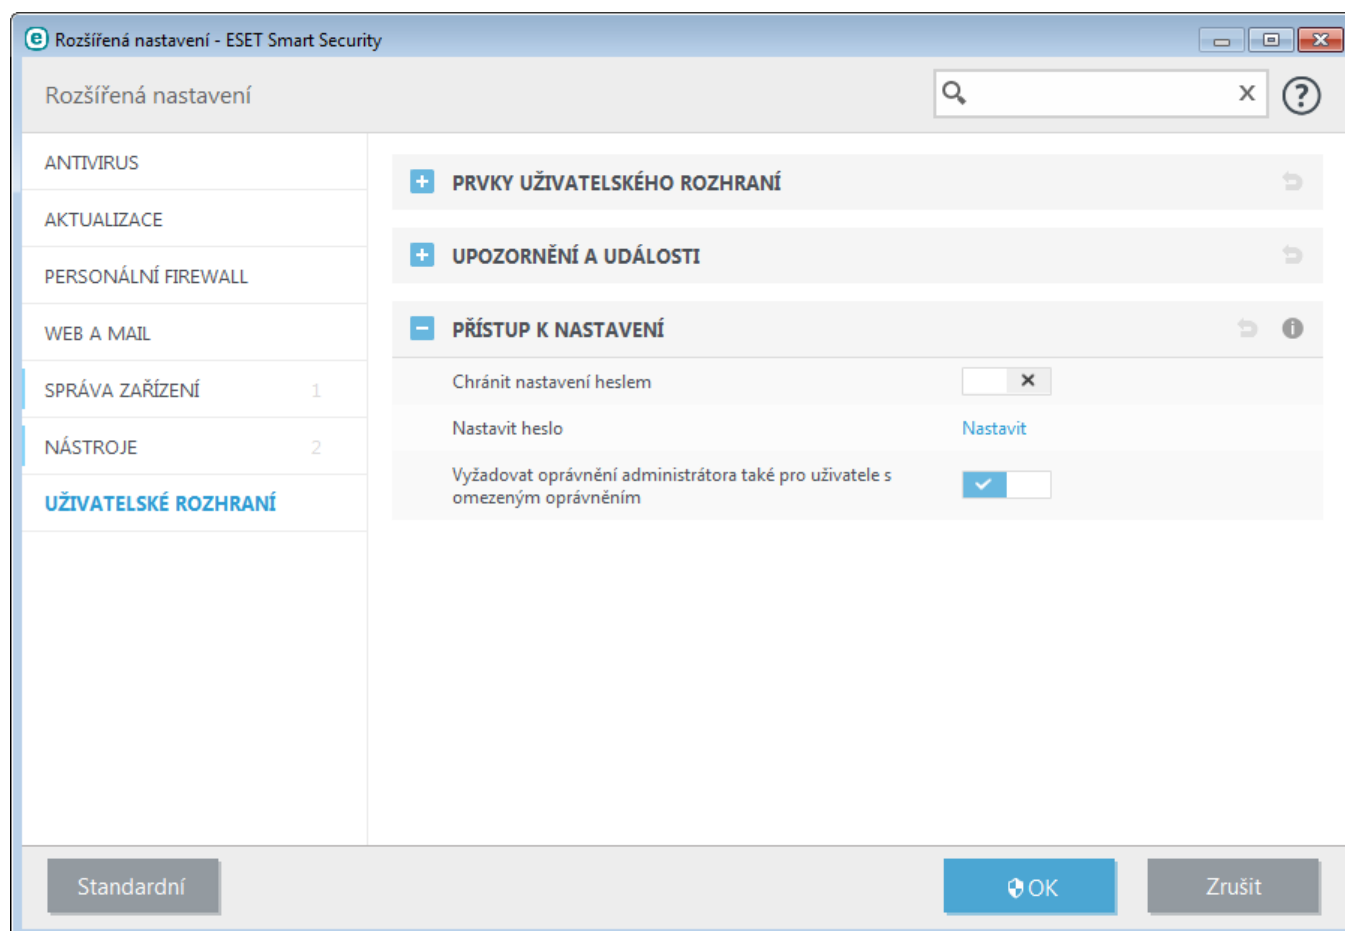 Rozšířená nastavení - ESET Smart Security
Rozšířená nastavení
ANTIVIRUS
AKTUALIZACE
PERSONÁLNÍ FIREWALL
WEB A MAIL
SPRÁVA ZAŘÍZENÍ 1
NÁSTROJE 2
UŽIVATELSKÉ ROZHRANÍ
PRVKY UŽIVATELSKÉHO ROZHRANÍ
UPOZORNĚNÍ A UDÁLOSTI
PŘÍSTUP K NASTAVENÍ
Chránit nastavení heslem
Nastavit heslo Nastavit
Vyžadovat oprávnění administrátora také pro uživatele s
omezeným oprávněním
Standardní
OK
Zrušit